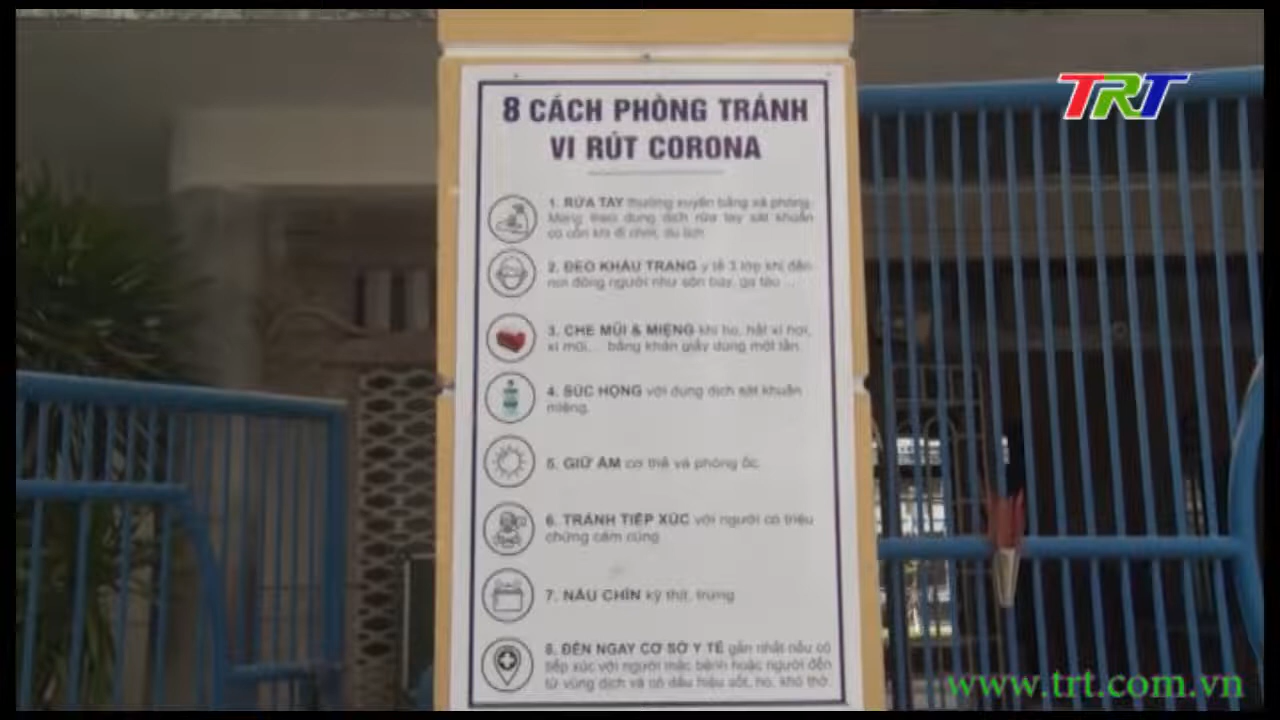 TRT
8 CÁCH PHÒNG TRÁNH
VI RÚT CORONA
1. RỬA TAY thường xuyên bằng xà phòng.
Mang theo dung dịch rửa tay sát khuẩn
có cồn khi đi chơi, du lịch
2. ĐEO KHẨU TRANG y tế 3 lớp khi đến
nơi đông người như sân bay, ga tàu ...
3. CHE MŨI & MIỆNG khi ho, hắt xì hơi,
xì mũi,... bằng khăn giấy dùng một lần.
4. SÚC HỌNG với dung dịch sát khuẩn
miệng.
5. GIỮ ẤM cơ thể và phòng ốc.
6. TRÁNH TIẾP XÚC với người có triệu
chứng cảm cúng
7. NẤU CHÍN kỹ thịt, trứng
8. ĐẾN NGAY CƠ SỞ Y TẾ gần nhất nếu có
tiếp xúc với người mắc bệnh hoặc người đến
từ vùng dịch và có dấu hiệu sốt, ho, khó thở.
www.trt.com.vn